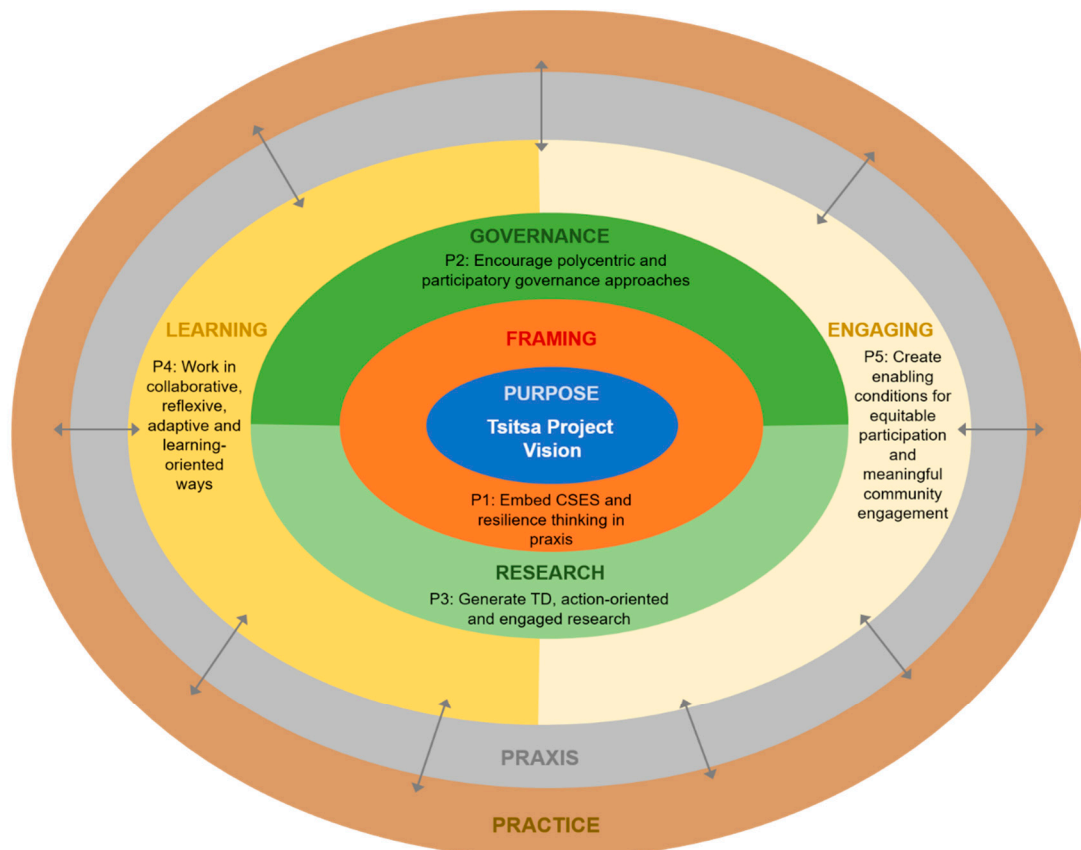 GOVERNANCE
P2: Encourage polycentric and
participatory governance approaches
LEARNING
P4: Work in
collaborative,
reflexive,
adaptive and
learning-
oriented
ways
FRAMING
PURPOSE
Tsitsa Project
Vision
P1: Embed CSES and
resilience thinking in
praxis
ENGAGING
P5: Create
enabling
conditions for
equitable
participation
and
meaningful
community
engagement
RESEARCH
P3: Generate TD, action-oriented
and engaged research
PRAXIS
PRACTICE